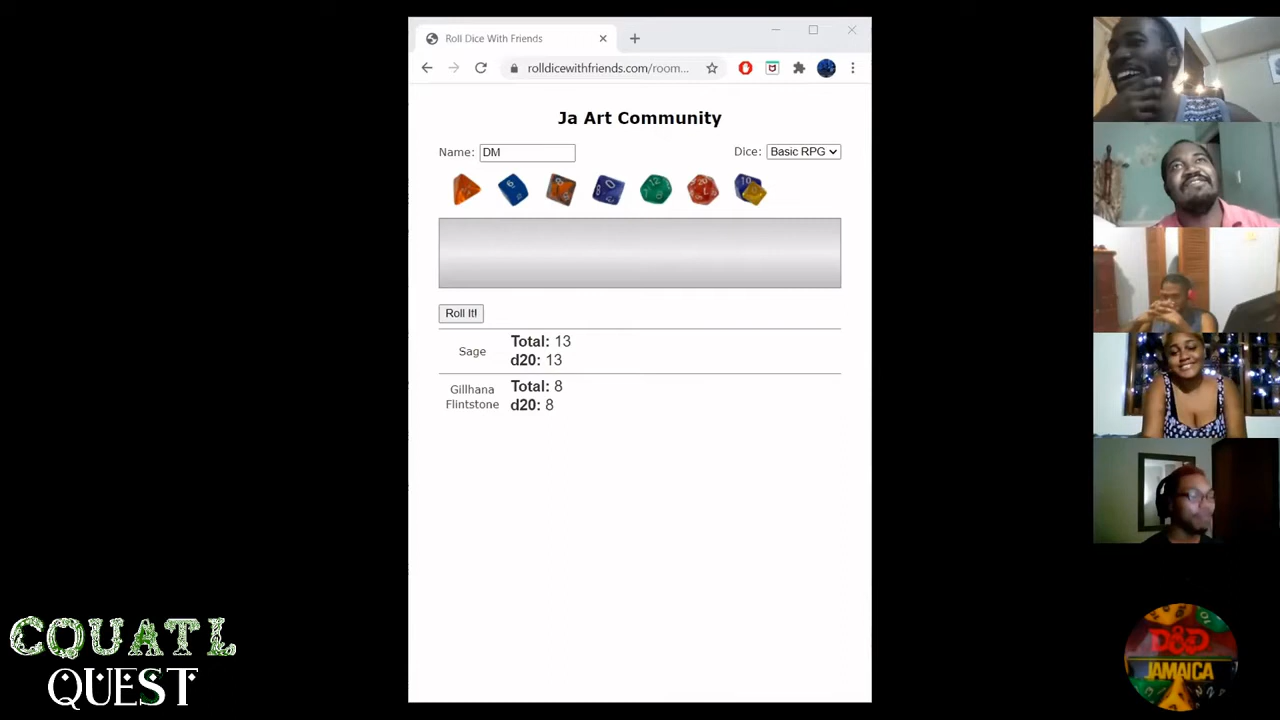 Roll Dice With Friends
rolldicewithfriends.com/room...
Ja Art Community
Name: DM
Dice: Basic RPG
Roll It!
Sage
Total: 13
d20: 13
Gillhana
Flintstone
Total: 8
d20: 8
COUATL
QUEST
D&D
JAMAICA